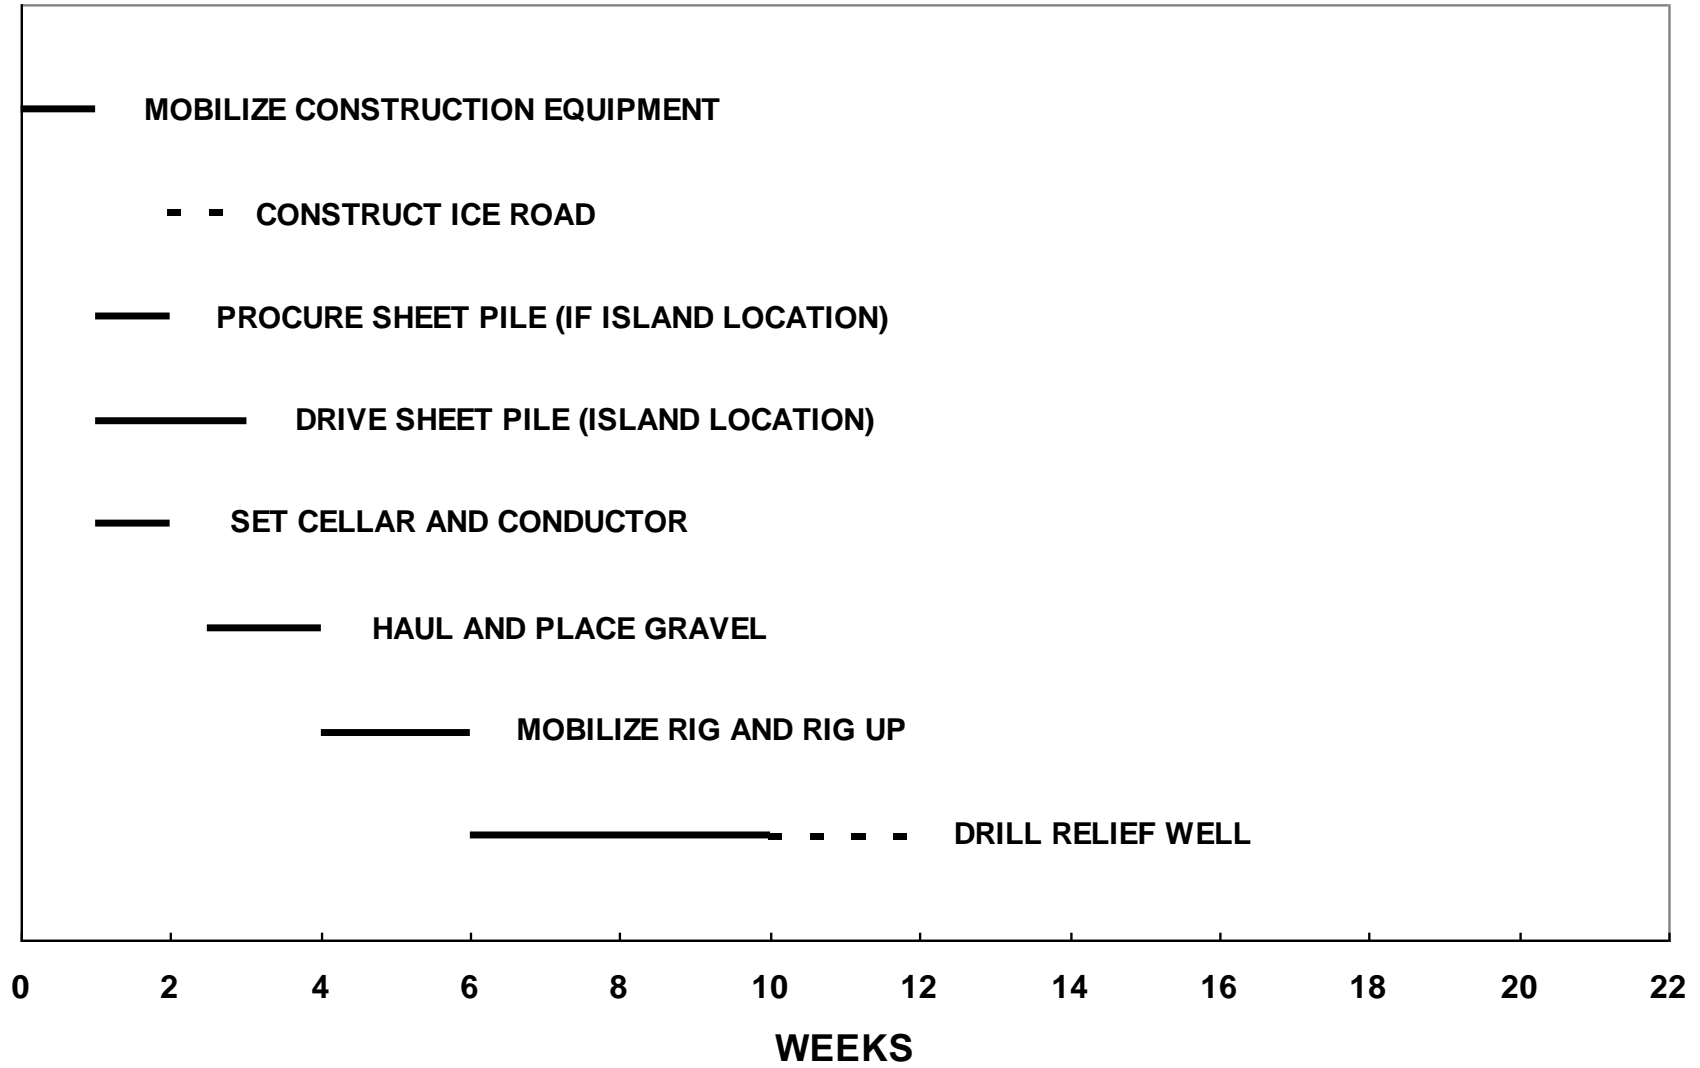 MOBILIZE CONSTRUCTION EQUIPMENT
CONSTRUCT ICE ROAD
PROCURE SHEET PILE (IF ISLAND LOCATION)
DRIVE SHEET PILE (ISLAND LOCATION)
SET CELLAR AND CONDUCTOR
HAUL AND PLACE GRAVEL
MOBILIZE RIG AND RIG UP
DRILL RELIEF WELL
0 2 4 6 8 10 12 14 16 18 20 22
WEEKS